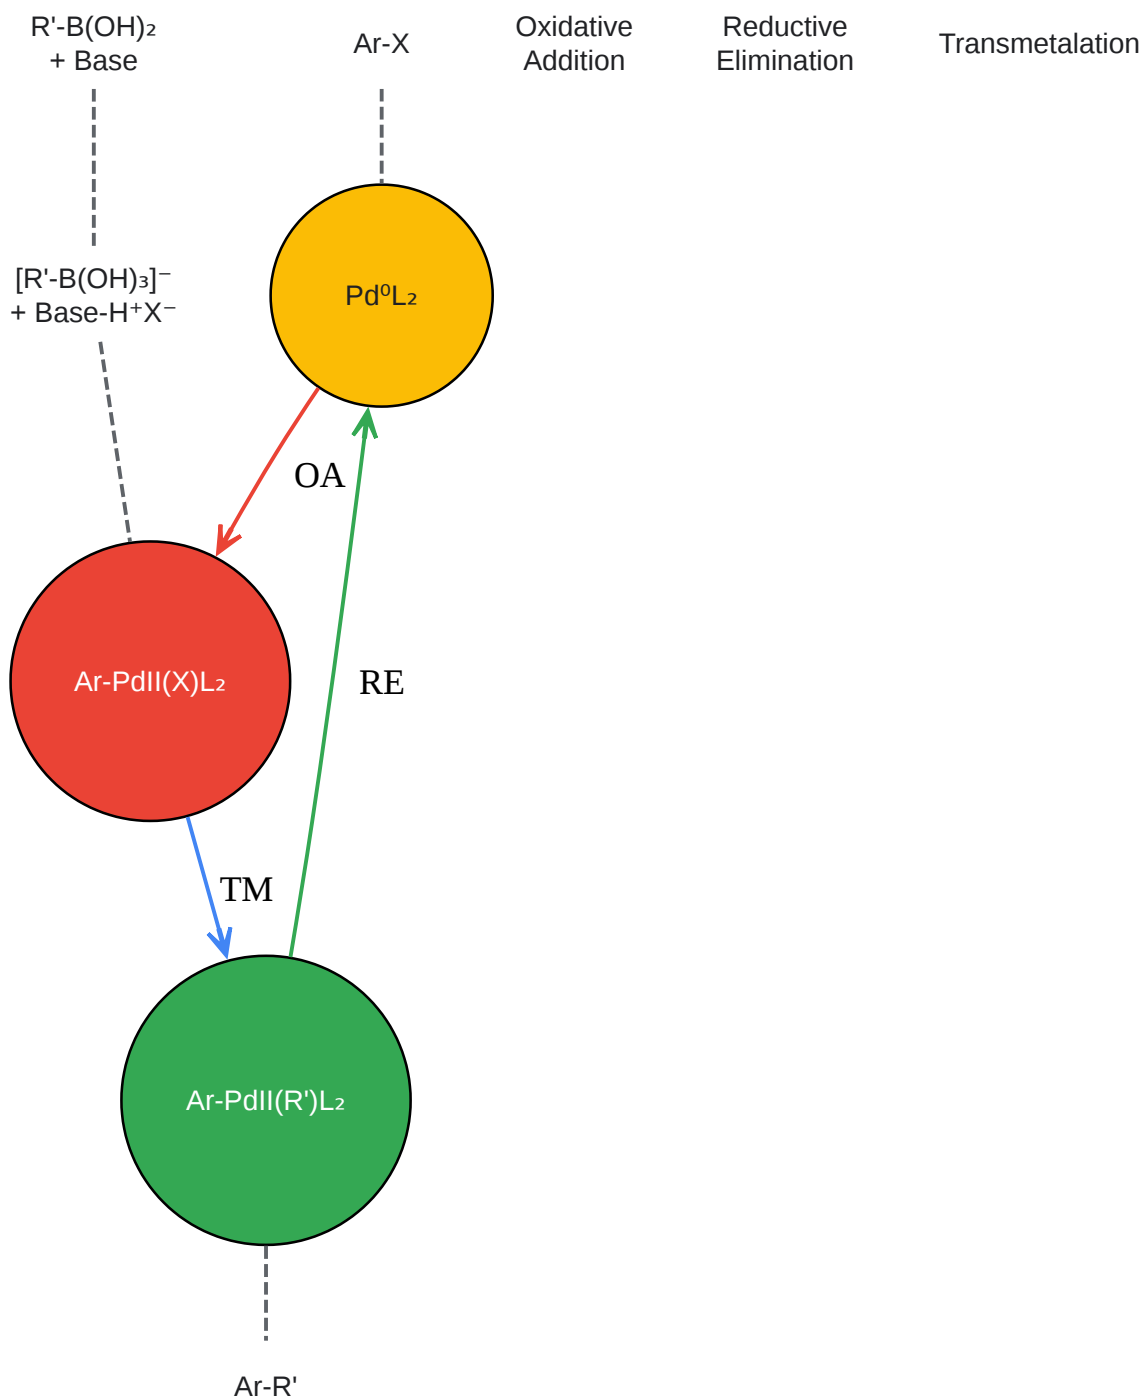 R'-B(OH)₂
+ Base
Ar-X
Oxidative
Addition
Reductive
Elimination
Transmetalation
[R'-B(OH)₃]⁻
+ Base-H⁺X⁻
Pd⁰L₂
OA
RE
Ar-PdII(X)L₂
TM
Ar-PdII(R')L₂
Ar-R'